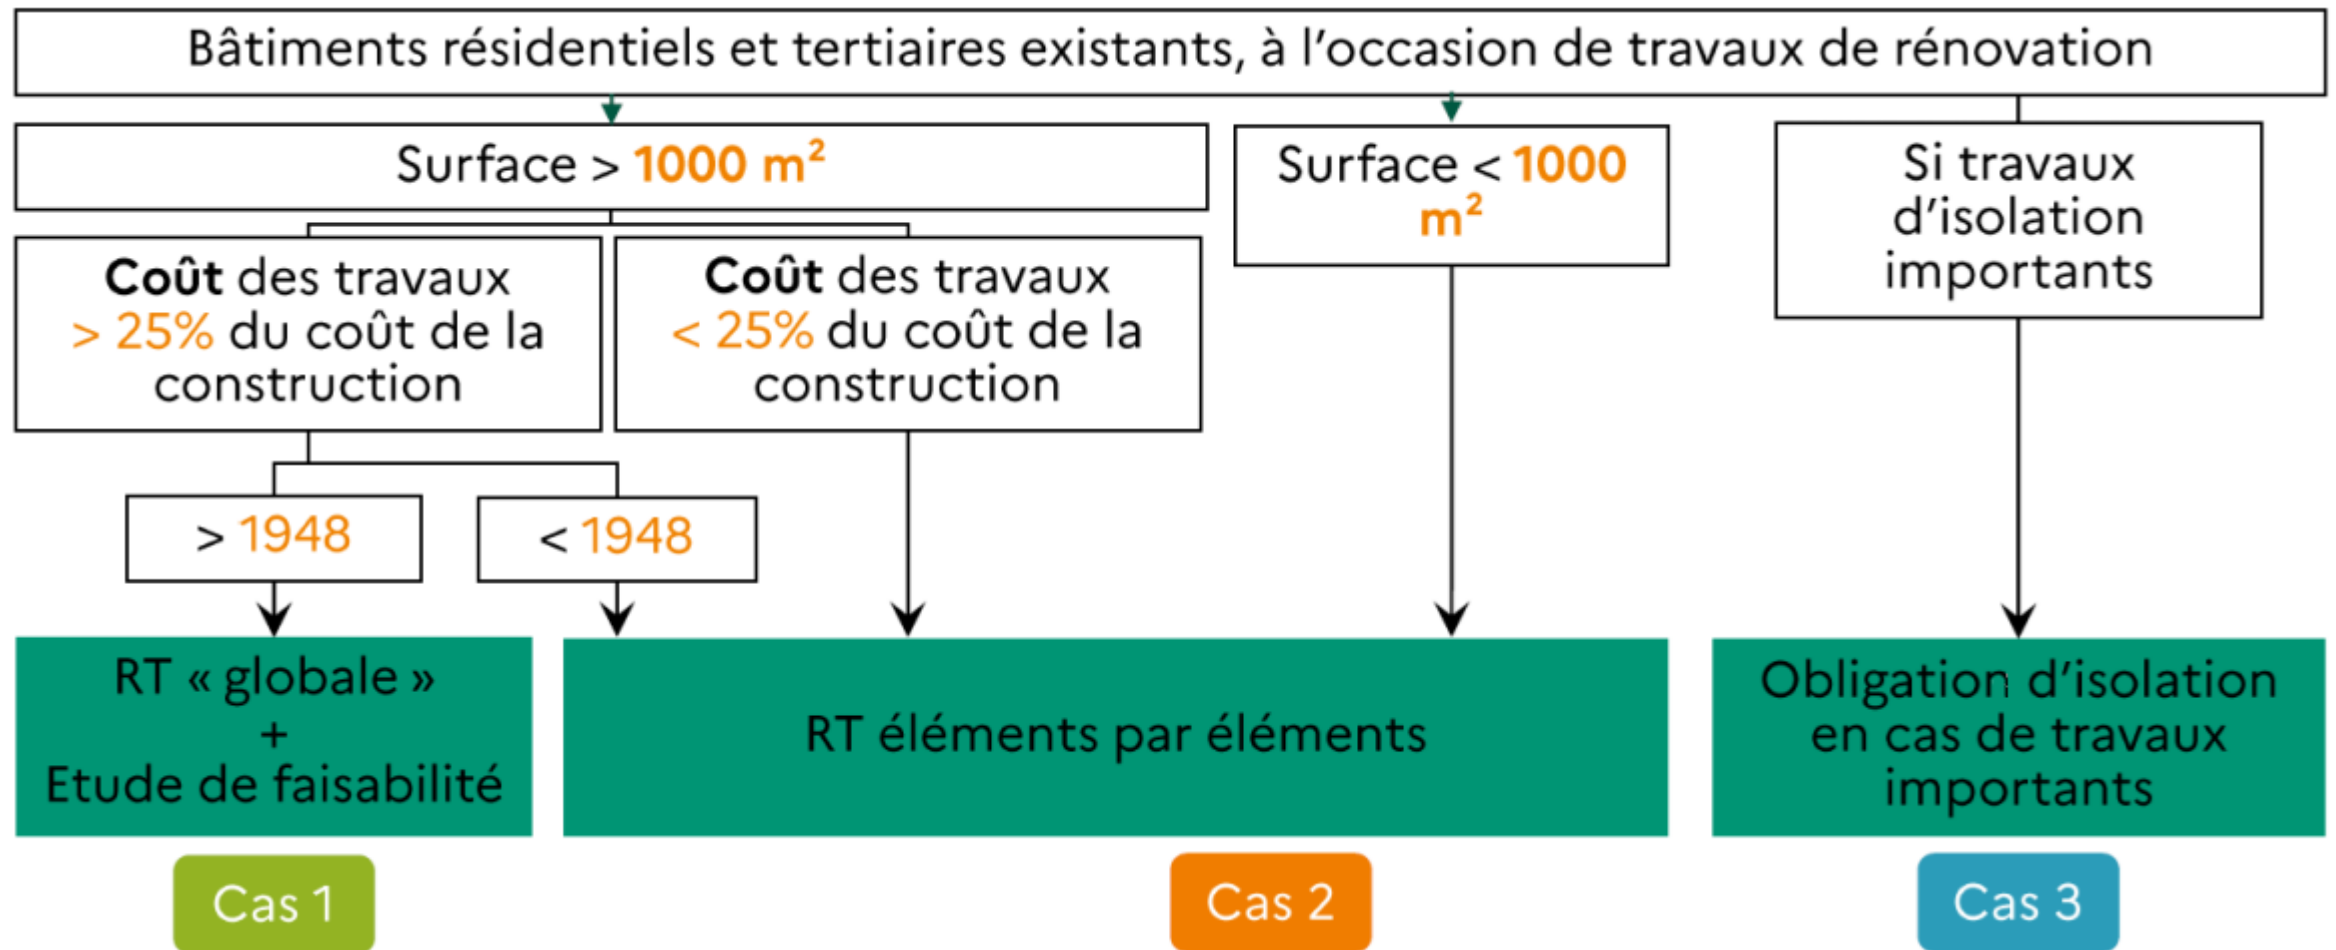 Bâtiments résidentiels et tertiaires existants, à l'occasion de travaux de rénovation
Surface > 1000 m²
Surface < 1000
m²
Si travaux
d'isolation
importants
Coût des travaux
> 25% du coût de la
construction
Coût des travaux
< 25% du coût de la
construction
> 1948
< 1948
RT « globale »
+
Etude de faisabilité
RT éléments par éléments
Obligation d'isolation
en cas de travaux
importants
Cas 1
Cas 2
Cas 3